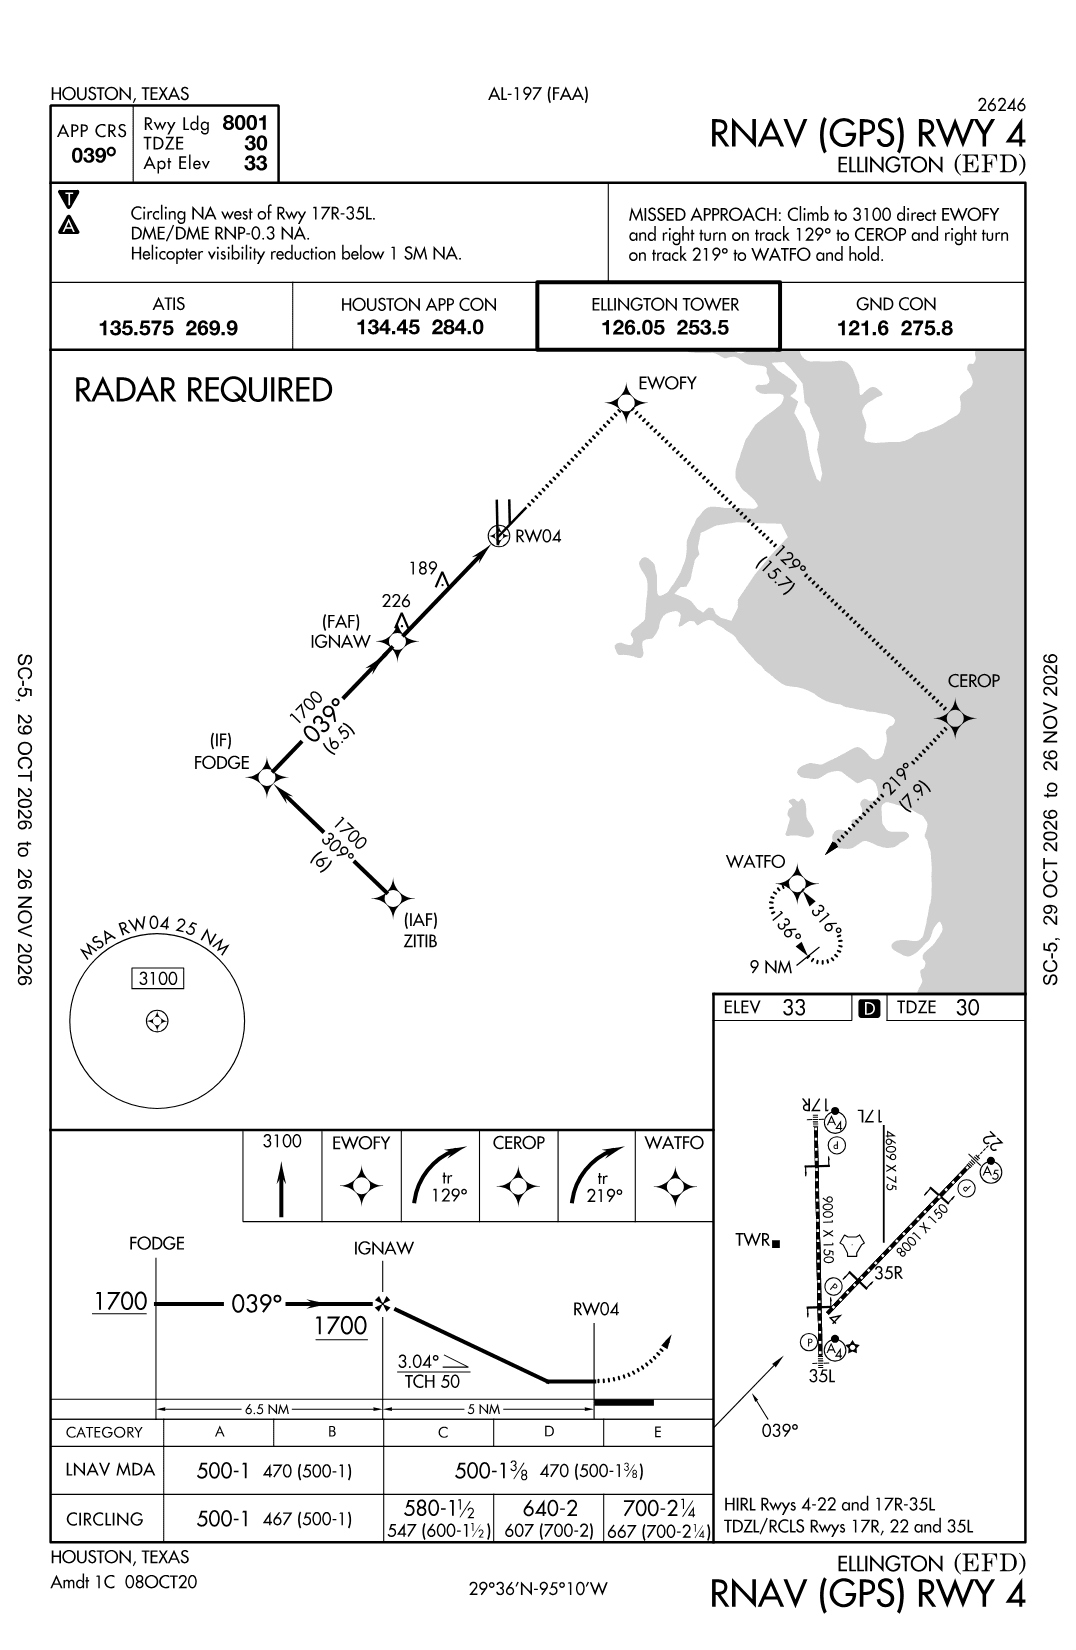 HOUSTON, TEXAS
AL-197 (FAA)
26246
RNAV (GPS) RWY 4
ELLINGTON (EFD)
APP CRS
039°
Rwy Ldg 8001
TDZE 30
Apt Elev 33
T
A
Circling NA west of Rwy 17R-35L.
DME/DME RNP-0.3 NA.
Helicopter visibility reduction below 1 SM NA.
MISSED APPROACH: Climb to 3100 direct EWOFY
and right turn on track 129° to CEROP and right turn
on track 219° to WATFO and hold.
ATIS
135.575 269.9
HOUSTON APP CON
134.45 284.0
ELLINGTON TOWER
126.05 253.5
GND CON
121.6 275.8
RADAR REQUIRED
EWOFY
RW04
189
226
(FAF)
IGNAW
129°
(15.7)
CEROP
1700
039°
(6.5)
(IF)
FODGE
219°
(7.9)
1700
309°
(6)
WATFO
(IAF)
ZITIB
136°
316°
9 NM
MSA RW04 25 NM
3100
SC-5, 29 OCT 2026 to 26 NOV 2026
SC-5, 29 OCT 2026 to 26 NOV 2026
ELEV 33
D
TDZE 30
17R
A4
P
17L
4609 X 75
22
A5
P
9001 X 150
8001 X 150
TWR
35R
P
4
P
A4
35L
039°
HIRL Rwys 4-22 and 17R-35L
TDZL/RCLS Rwys 17R, 22 and 35L
3100
EWOFY
tr
129°
CEROP
tr
219°
WATFO
FODGE
IGNAW
1700
039°
1700
RW04
3.04°
TCH 50
6.5 NM
5 NM
CATEGORY A B C D E
LNAV MDA 500-1 470 (500-1) 500-1⅜ 470 (500-1⅜)
CIRCLING 500-1 467 (500-1) 580-1½ 640-2 700-2¼
547 (600-1½) 607 (700-2) 667 (700-2¼)
HOUSTON, TEXAS
Amdt 1C 08OCT20
29°36'N-95°10'W
ELLINGTON (EFD)
RNAV (GPS) RWY 4